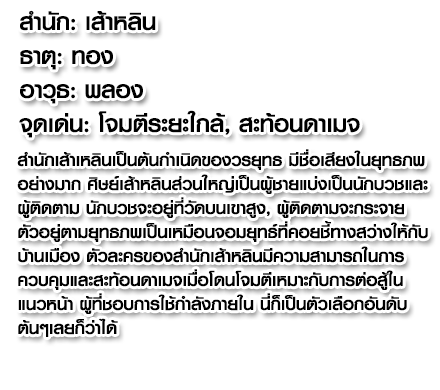 สำนัก: เส้าหลิน
ธาตุ: ทอง
อาวุธ: พลอง
จุดเด่น: โจมตีระยะใกล้, สะท้อนดาเมจ
สำนักเส้าเหลินเป็นต้นกำเนิดของวรยุทธ มีชื่อเสียงในยุทธภพ
อย่างมาก ศิษย์เส้าหลินส่วนใหญ่เป็นผู้ชายแบ่งเป็นนักบวชและ
ผู้ติดตาม นักบวชจะอยู่ที่วัดบนเขาสูง, ผู้ติดตามจะกระจาย
ตัวอยู่ตามยุทธภพเป็นเหมือนจอมยุทธ์ที่คอยชี้ทางสว่างให้กับ
บ้านเมือง ตัวละครของสำนักเส้าหลินมีความสามารถในการ
ควบคุมและสะท้อนดาเมจเมื่อโดนโจมตีเหมาะกับการต่อสู้ใน
แนวหน้า ผู้ที่ชอบการใช้กำลังภายใน นี่ก็เป็นตัวเลือกอันดับ
ต้นๆเลยก็ว่าได้